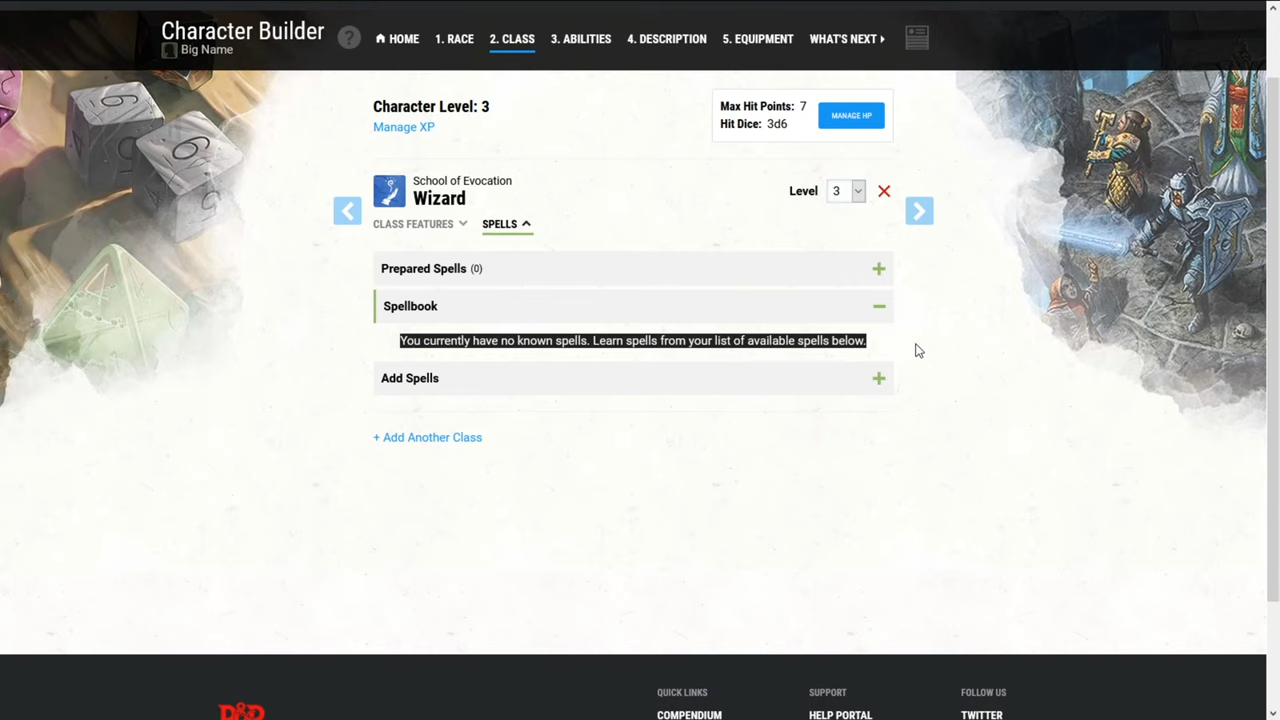 Character Builder
Big Name
?
HOME
1. RACE
2. CLASS
3. ABILITIES
4. DESCRIPTION
5. EQUIPMENT
WHAT'S NEXT
Character Level: 3
Manage XP
Max Hit Points: 7
Hit Dice: 3d6
MANAGE HP
School of Evocation
Wizard
Level 3
CLASS FEATURES
SPELLS
Prepared Spells (0)
Spellbook
You currently have no known spells. Learn spells from your list of available spells below.
Add Spells
+ Add Another Class
D&D
QUICK LINKS
COMPENDIUM
SUPPORT
HELP PORTAL
FOLLOW US
TWITTER